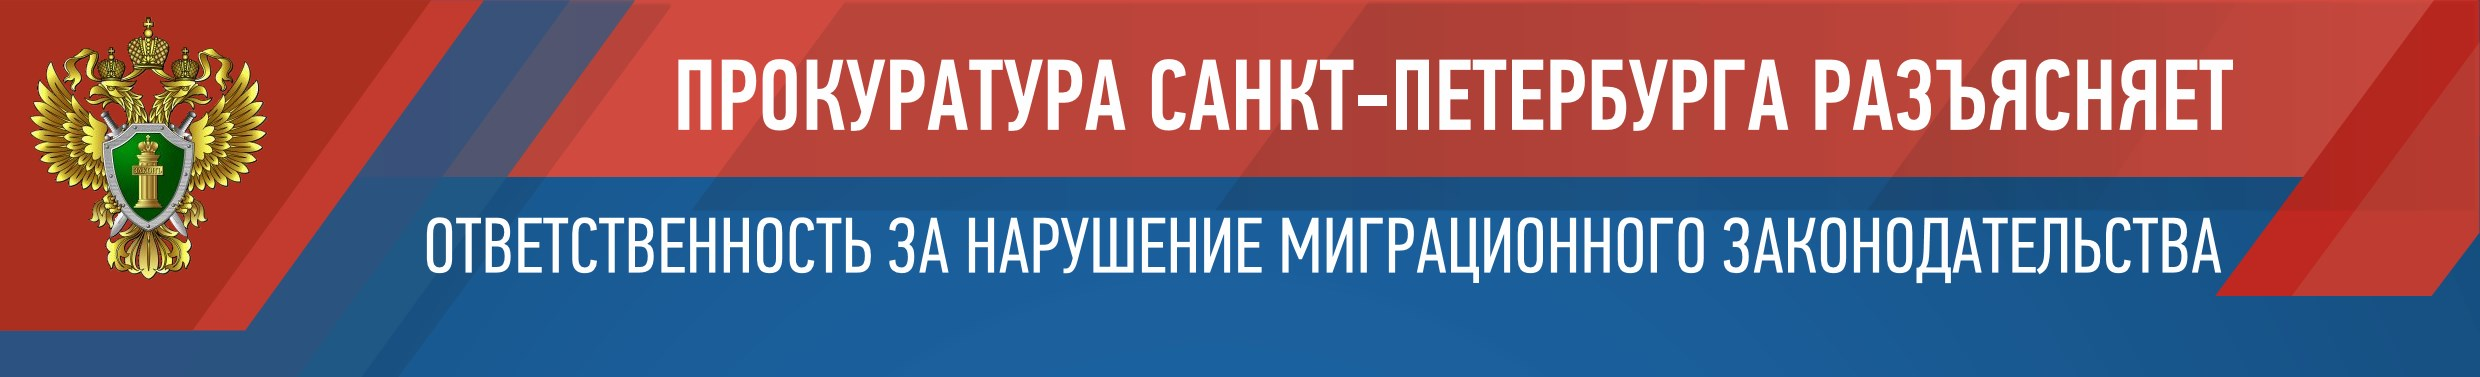 ПРОКУРАТУРА САНКТ-ПЕТЕРБУРГА РАЗЪЯСНЯЕТ
ОТВЕТСТВЕННОСТЬ ЗА НАРУШЕНИЕ МИГРАЦИОННОГО ЗАКОНОДАТЕЛЬСТВА